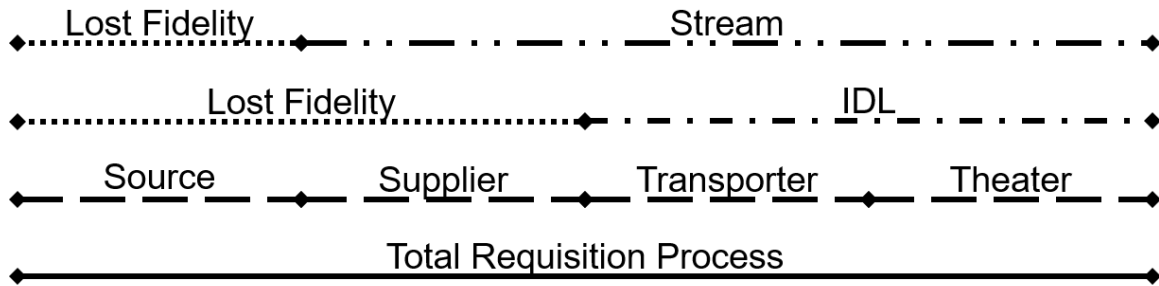 Lost Fidelity Stream
Lost Fidelity IDL
Source Supplier Transporter Theater
Total Requisition Process